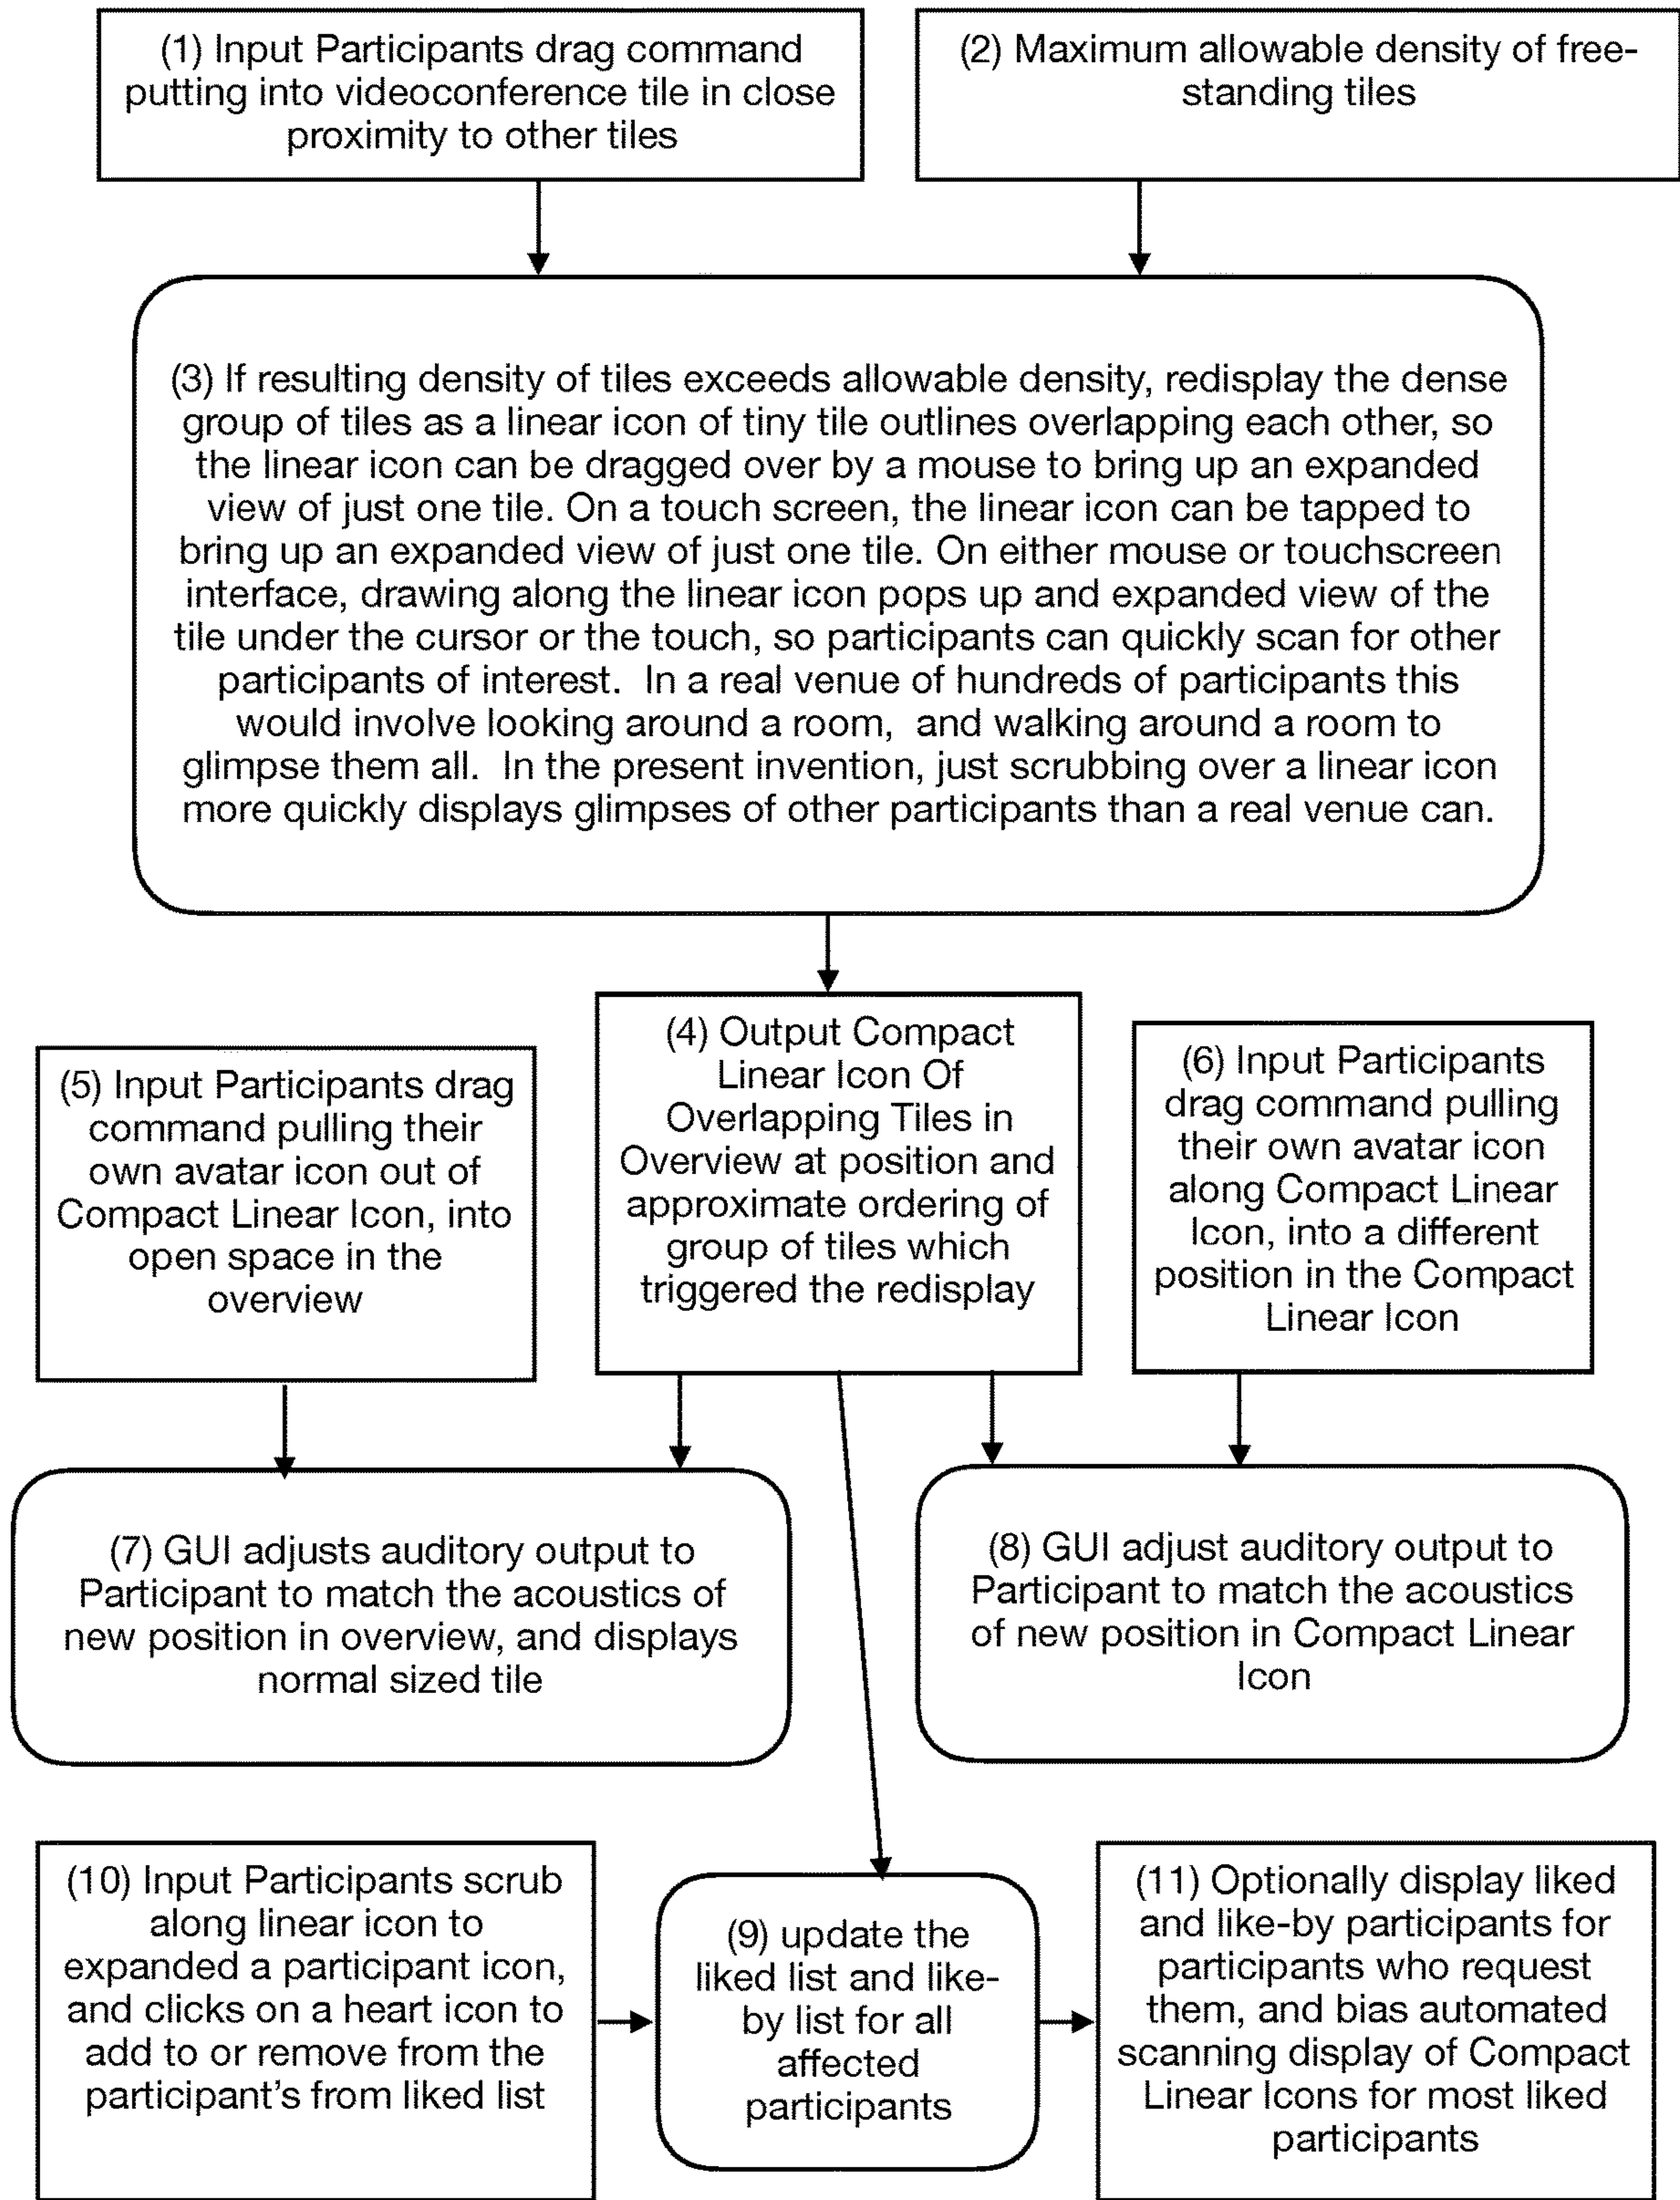 (1) Input Participants drag command
putting into videoconference tile in close
proximity to other tiles
(2) Maximum allowable density of free-
standing tiles
(3) If resulting density of tiles exceeds allowable density, redisplay the dense
group of tiles as a linear icon of tiny tile outlines overlapping each other, so
the linear icon can be dragged over by a mouse to bring up an expanded
view of just one tile. On a touch screen, the linear icon can be tapped to
bring up an expanded view of just one tile. On either mouse or touchscreen
interface, drawing along the linear icon pops up and expanded view of the
tile under the cursor or the touch, so participants can quickly scan for other
participants of interest. In a real venue of hundreds of participants this
would involve looking around a room, and walking around a room to
glimpse them all. In the present invention, just scrubbing over a linear icon
more quickly displays glimpses of other participants than a real venue can.
(5) Input Participants drag
command pulling their
own avatar icon out of
Compact Linear Icon, into
open space in the
overview
(4) Output Compact
Linear Icon Of
Overlapping Tiles in
Overview at position and
approximate ordering of
group of tiles which
triggered the redisplay
(6) Input Participants
drag command pulling
their own avatar icon
along Compact Linear
Icon, into a different
position in the Compact
Linear Icon
(7) GUI adjusts auditory output to
Participant to match the acoustics of
new position in overview, and displays
normal sized tile
(8) GUI adjust auditory output to
Participant to match the acoustics
of new position in Compact Linear
Icon
(10) Input Participants scrub
along linear icon to
expanded a participant icon,
and clicks on a heart icon to
add to or remove from the
participant's from liked list
(9) update the
liked list and like-
by list for all
affected
participants
(11) Optionally display liked
and like-by participants for
participants who request
them, and bias automated
scanning display of Compact
Linear Icons for most liked
participants